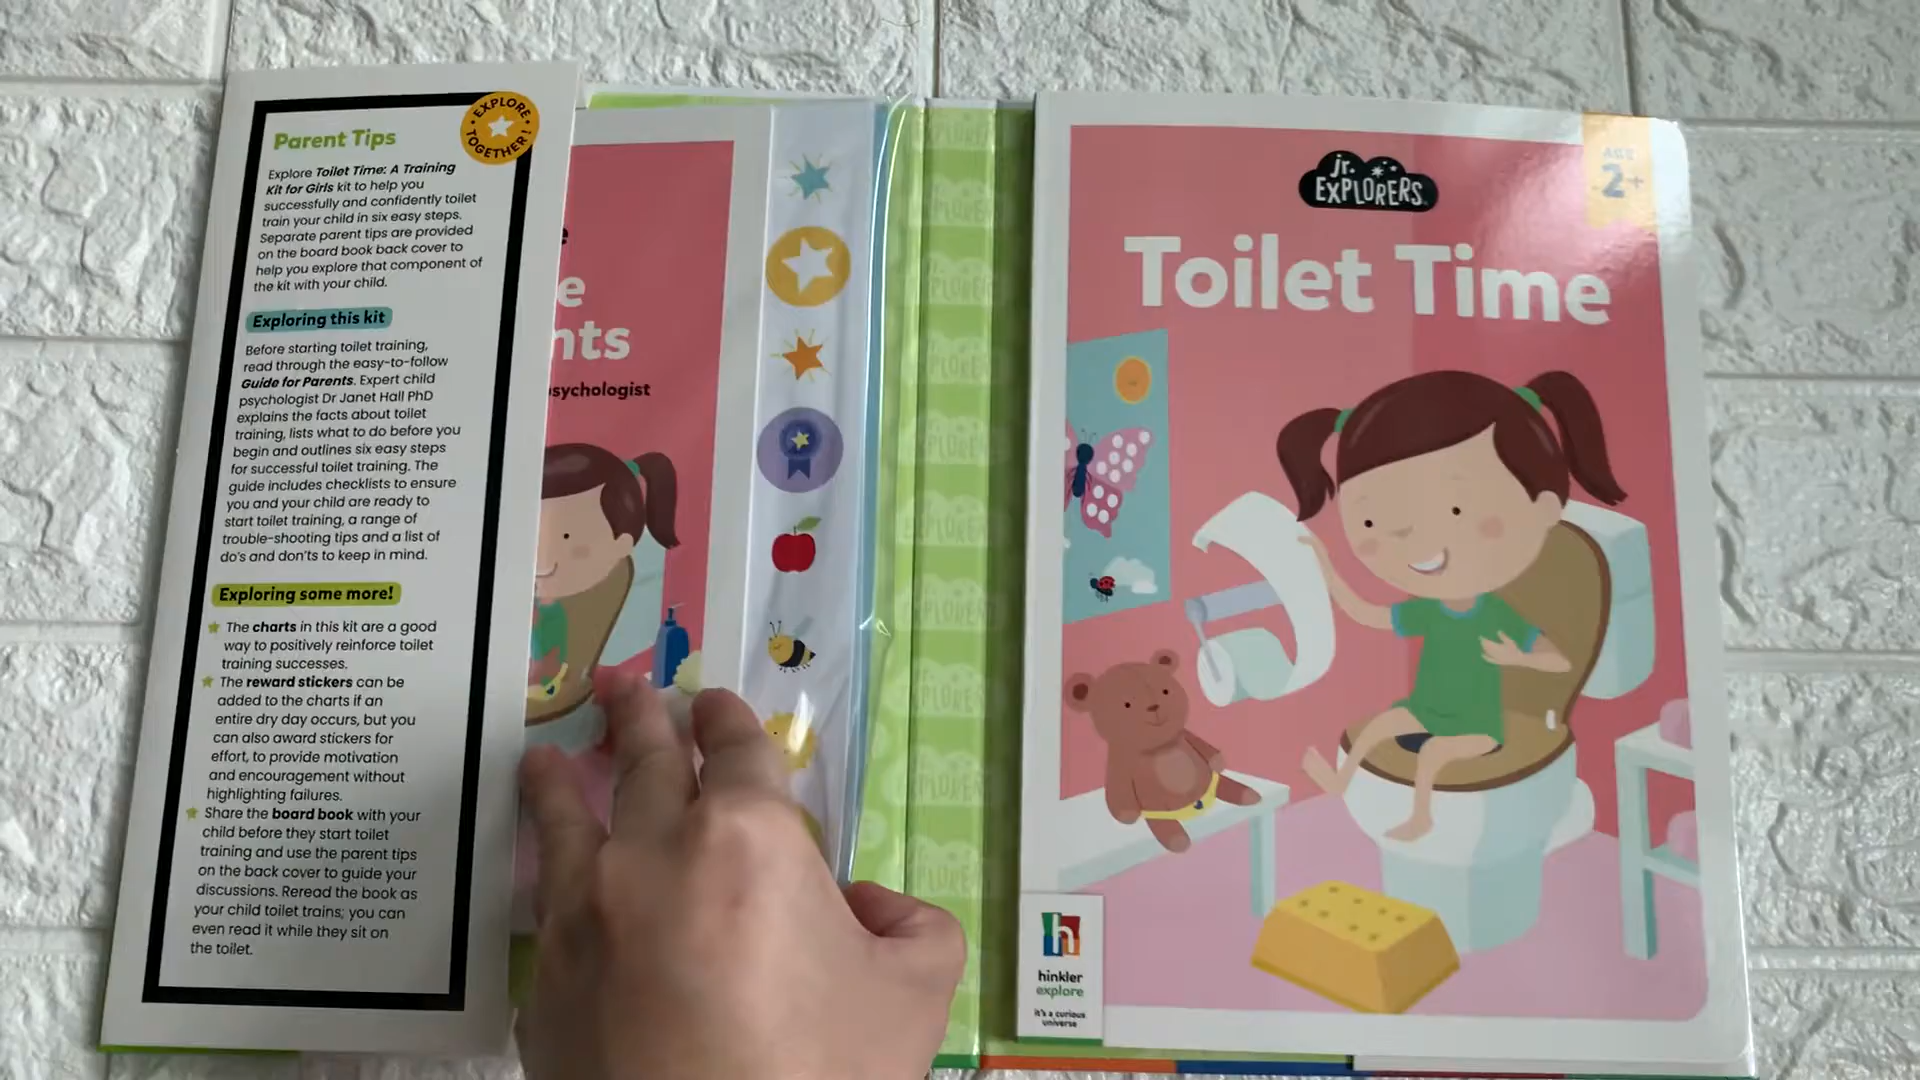 EXPLORE
TOGETHER!
Parent Tips
Explore Toilet Time: A Training
Kit for Girls kit to help you
successfully and confidently toilet
train your child in six easy steps.
Separate parent tips are provided
on the board book back cover to
help you explore that component of
the kit with your child.
Exploring this kit
Before starting toilet training,
read through the easy-to-follow
Guide for Parents. Expert child
psychologist Dr Janet Hall PhD
explains the facts about toilet
training, lists what to do before you
begin and outlines six easy steps
for successful toilet training. The
guide includes checklists to ensure
you and your child are ready to
start toilet training, a range of
trouble-shooting tips and a list of
do's and don'ts to keep in mind.
Exploring some more!
The charts in this kit are a good
way to positively reinforce toilet
training successes.
The reward stickers can be
added to the charts if an
entire dry day occurs, but you
can also award stickers for
effort, to provide motivation
and encouragement without
highlighting failures.
Share the board book with your
child before they start toilet
training and use the parent tips
on the back cover to guide your
discussions. Reread the book as
your child toilet trains; you can
even read it while they sit on
the toilet.
e
e
nts
sychologist
jr.
EXPLORERS
AGE
2+
Toilet Time
h
hinkler
explore
it's a curious
universe